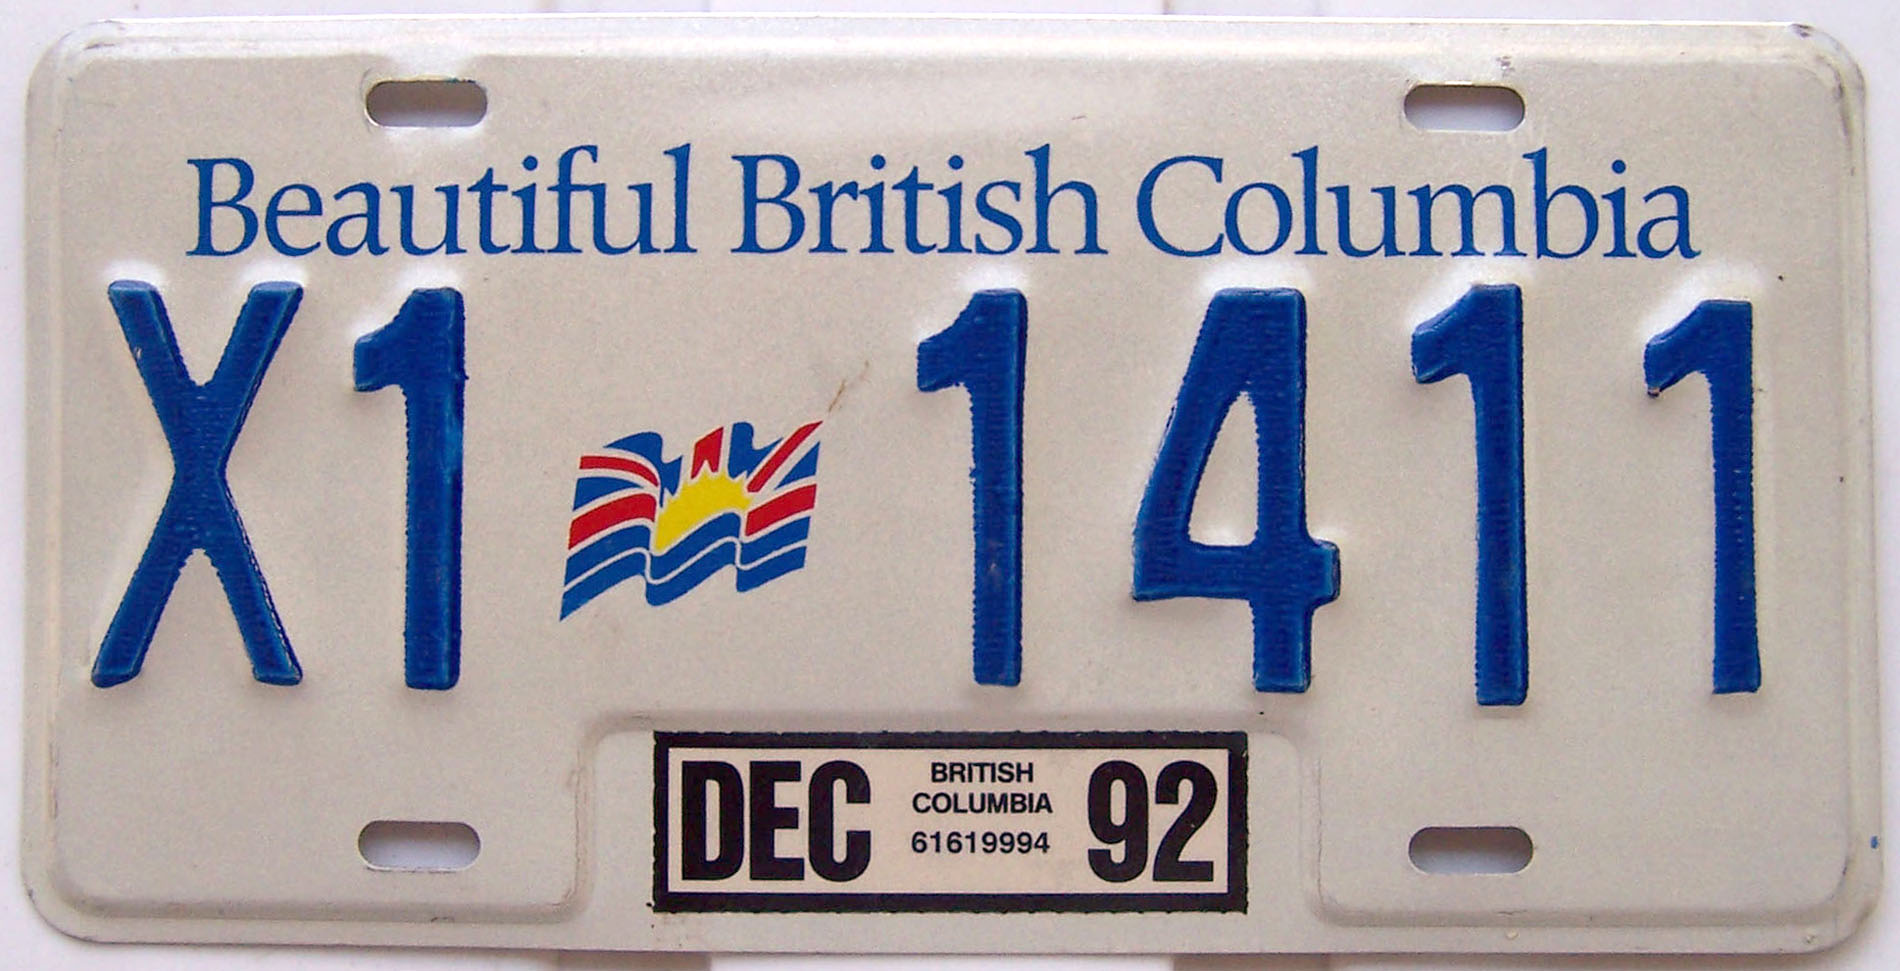 Beautiful British Columbia
X1 1411
DEC BRITISH COLUMBIA 61619994 92